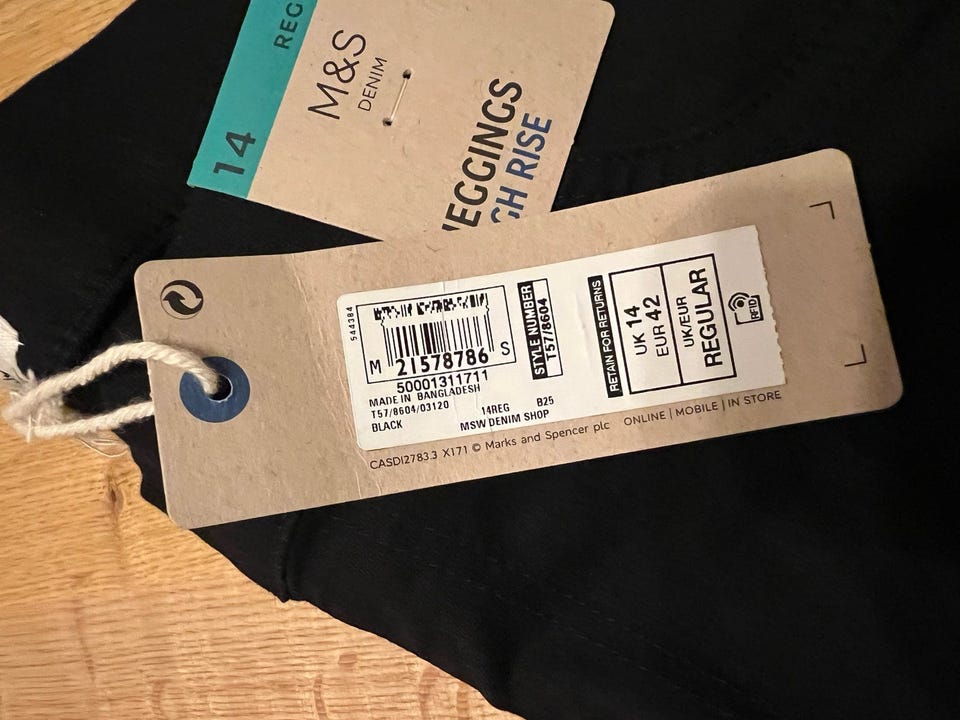 14 REG
M&S
DENIM
EGGINGS
GH RISE
544384
M 21578786 S
50001311711
MADE IN BANGLADESH
T57/8604/03120 14REG B25
BLACK MSW DENIM SHOP
STYLE NUMBER
T57/8604
RETAIN FOR RETURNS
UK 14
EUR 42
UK/EUR
REGULAR
RFID
CASDI2783.3 X171 © Marks and Spencer plc ONLINE | MOBILE | IN STORE